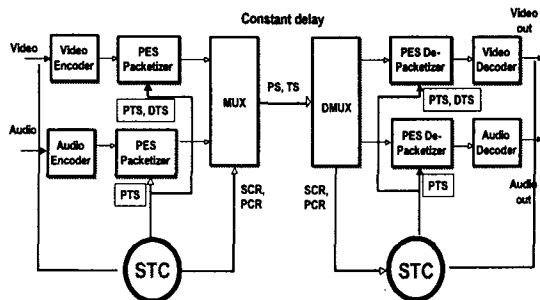 Constant delay
Video
Video
Encoder
PES
Packetizer
MUX
PS, TS
DMUX
PES De-
Packetizer
Video
Decoder
Video
out
PTS, DTS
PTS, DTS
Audio
Audio
Encoder
PES
Packetizer
PES De-
Packetizer
Audio
Decoder
Audio
out
PTS
PTS
SCR,
PCR
SCR,
PCR
STC
STC